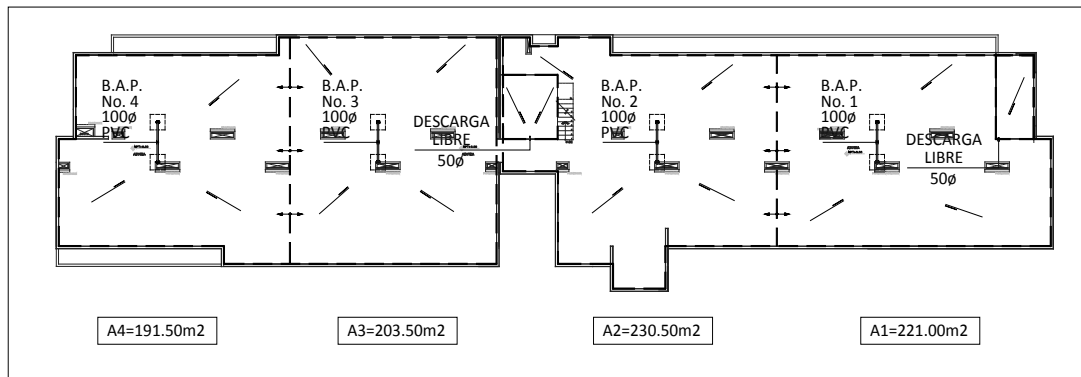 B.A.P.
No. 4
100ø
PVC
B.A.P.
No. 3
100ø
PVC
DESCARGA
LIBRE
50ø
B.A.P.
No. 2
100ø
PVC
B.A.P.
No. 1
100ø
PVC
DESCARGA
LIBRE
50ø
A4=191.50m2
A3=203.50m2
A2=230.50m2
A1=221.00m2